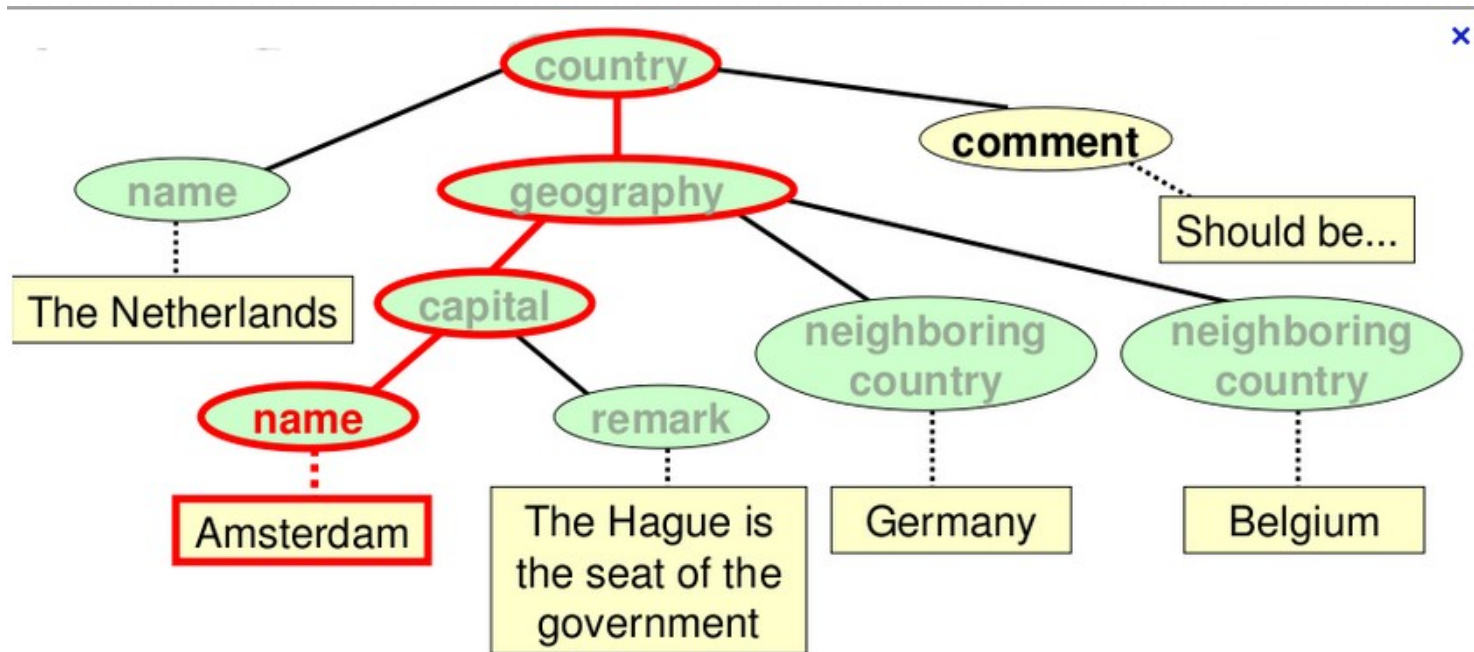 country
comment
name
geography
Should be...
The Netherlands
capital
neighboring
country
neighboring
country
name
remark
Amsterdam
The Hague is
the seat of the
government
Germany
Belgium